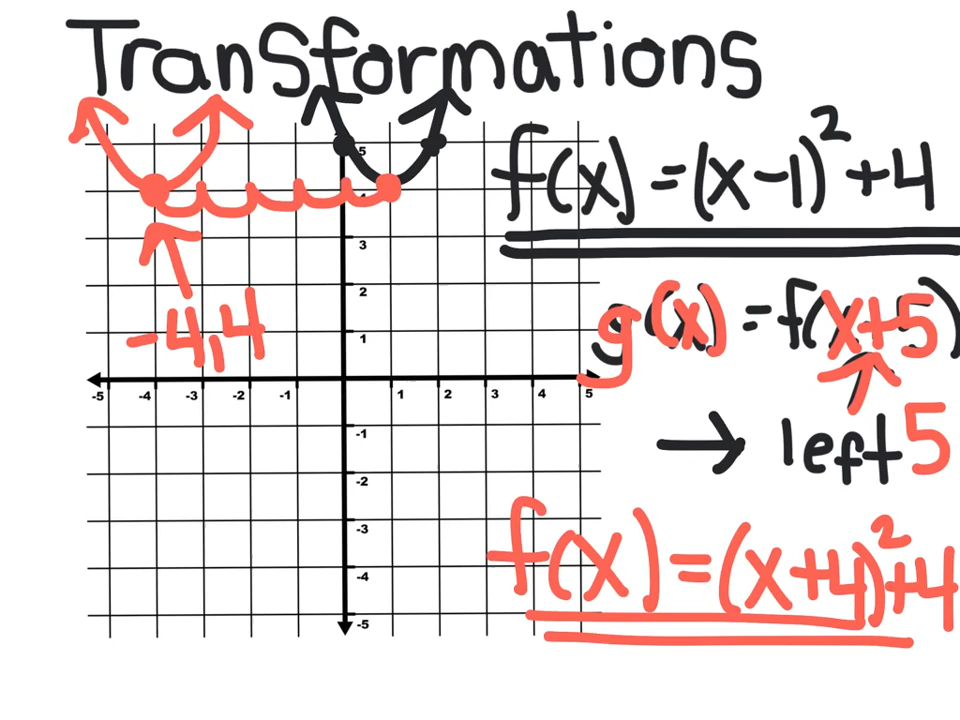 Transformations
f(x) = (x-1)² + 4
g(x) = f(x+5)
→ left 5
f(x) = (x+4)² + 4
-4,4
5
3
2
1
-5 -4 -3 -2 -1 1 2 3 4 5
-1
-2
-3
-4
-5